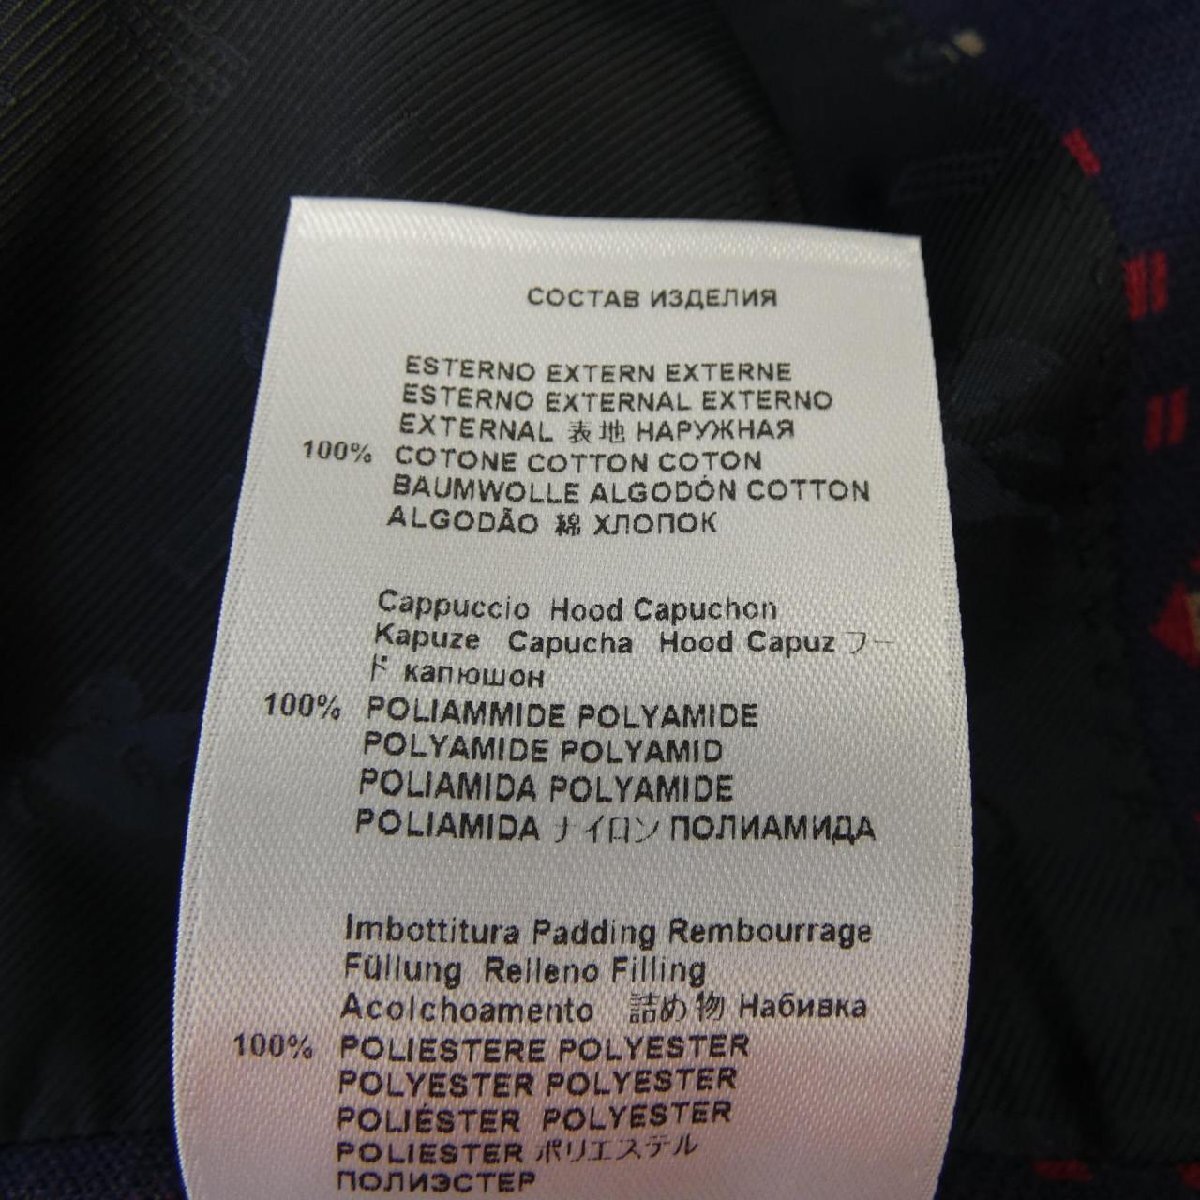 СОСТАВ ИЗДЕЛИЯ
ESTERNO EXTERN EXTERNE
ESTERNO EXTERNAL EXTERNO
EXTERNAL 表地 НАРУЖНАЯ
100% COTONE COTTON COTON
BAUMWOLLE ALGODÓN COTTON
ALGODÃO 綿 ХЛОПОК
Cappuccio Hood Capuchon
Kapuze Capucha Hood Capuz フー
ド капюшон
100% POLIAMMIDE POLYAMIDE
POLYAMIDE POLYAMID
POLIAMIDA POLYAMIDE
POLIAMIDA ナイロン ПОЛИАМИДА
Imbottitura Padding Rembourrage
Füllung Relleno Filling
Acolchoamento 詰め物 Набивка
100% POLIESTERE POLYESTER
POLYESTER POLYESTER
POLIÉSTER POLYESTER
POLIESTER ポリエステル
ПОЛИЭСТЕР